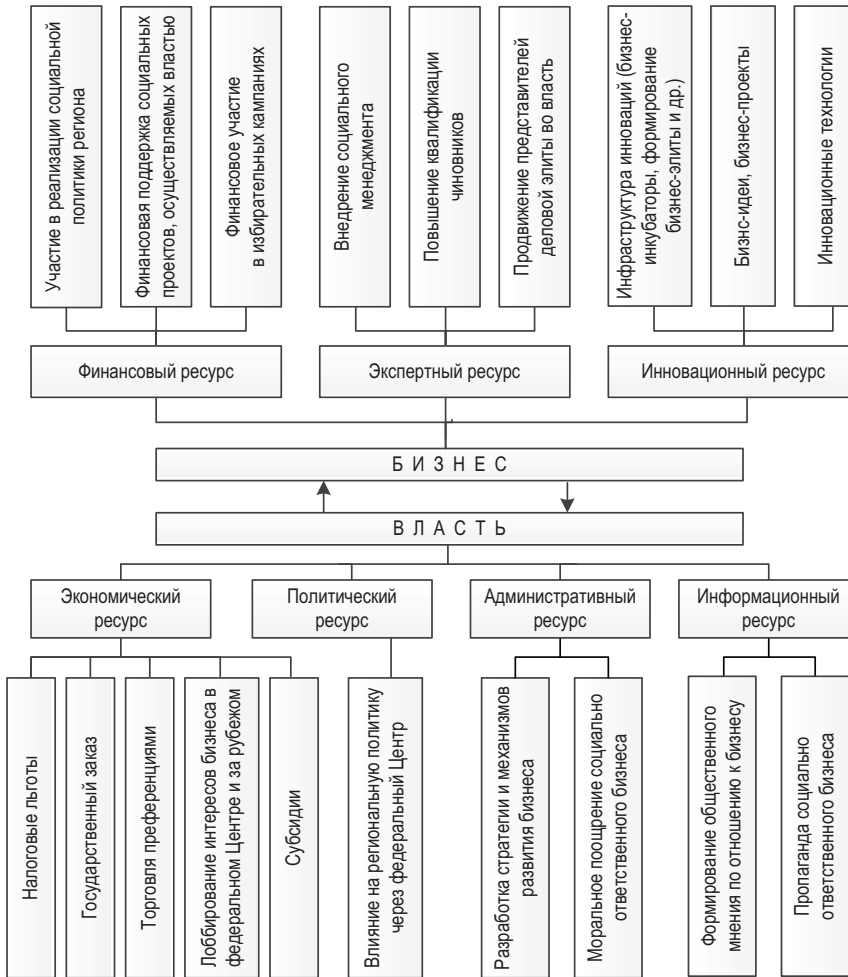 Участие в реализации социальной
политики региона
Финансовая поддержка социальных
проектов, осуществляемых властью
Финансовое участие
в избирательных кампаниях
Внедрение социального
менеджмента
Повышение квалификации
чиновников
Продвижение представителей
деловой элиты во власть
Инфраструктура инноваций (бизнес-
инкубаторы, формирование
бизнес-элиты и др.)
Бизнс-идеи, бизнес-проекты
Инновационные технологии
Финансовый ресурс
Экспертный ресурс
Инновационный ресурс
Б И З Н Е С
В Л А С Т Ь
Экономический
ресурс
Политический
ресурс
Административный
ресурс
Информационный
ресурс
Налоговые льготы
Государственный заказ
Торговля преференциями
Лоббирование интересов бизнеса в
федеральном Центре и за рубежом
Субсидии
Влияние на региональную политику
через федеральный Центр
Разработка стратегии и механизмов
развития бизнеса
Моральное поощрение социально
ответственного бизнеса
Формирование общественного
мнения по отношению к бизнесу
Пропаганда социально
ответственного бизнеса